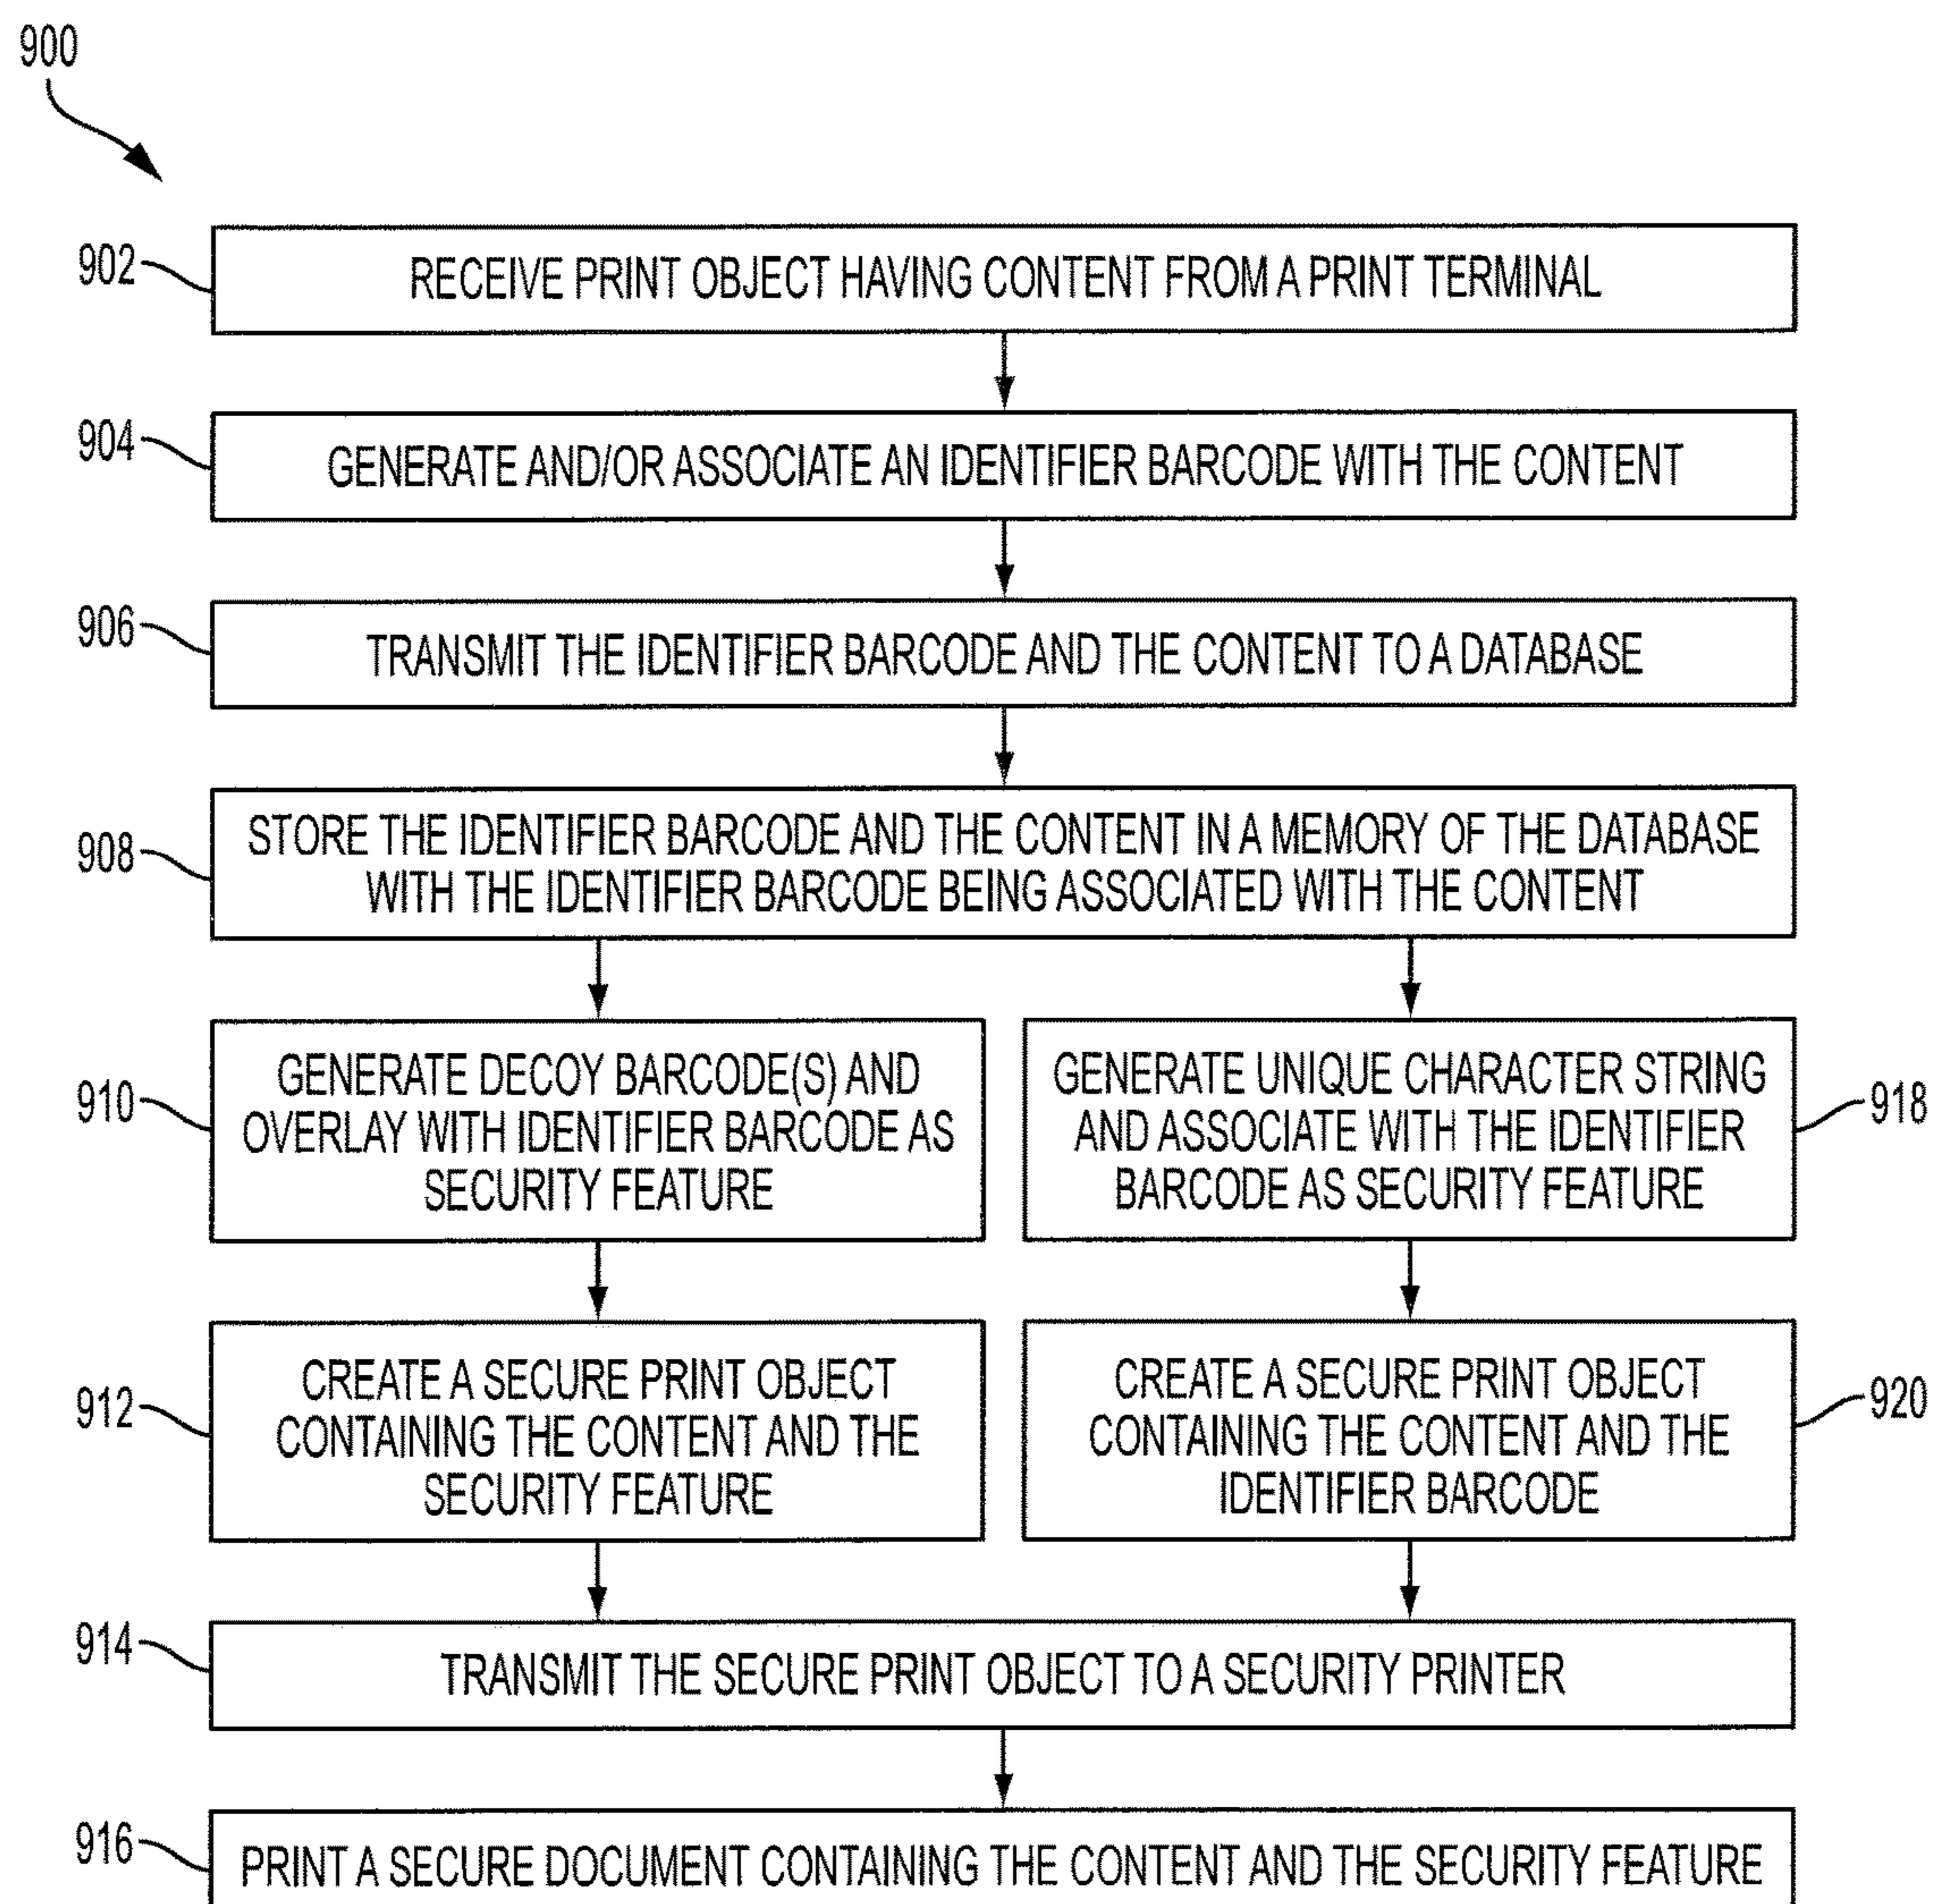 900
902
RECEIVE PRINT OBJECT HAVING CONTENT FROM A PRINT TERMINAL
904
GENERATE AND/OR ASSOCIATE AN IDENTIFIER BARCODE WITH THE CONTENT
906
TRANSMIT THE IDENTIFIER BARCODE AND THE CONTENT TO A DATABASE
908
STORE THE IDENTIFIER BARCODE AND THE CONTENT IN A MEMORY OF THE DATABASE
WITH THE IDENTIFIER BARCODE BEING ASSOCIATED WITH THE CONTENT
910
GENERATE DECOY BARCODE(S) AND
OVERLAY WITH IDENTIFIER BARCODE AS
SECURITY FEATURE
GENERATE UNIQUE CHARACTER STRING
AND ASSOCIATE WITH THE IDENTIFIER
BARCODE AS SECURITY FEATURE
918
912
CREATE A SECURE PRINT OBJECT
CONTAINING THE CONTENT AND THE
SECURITY FEATURE
CREATE A SECURE PRINT OBJECT
CONTAINING THE CONTENT AND THE
IDENTIFIER BARCODE
920
914
TRANSMIT THE SECURE PRINT OBJECT TO A SECURITY PRINTER
916
PRINT A SECURE DOCUMENT CONTAINING THE CONTENT AND THE SECURITY FEATURE